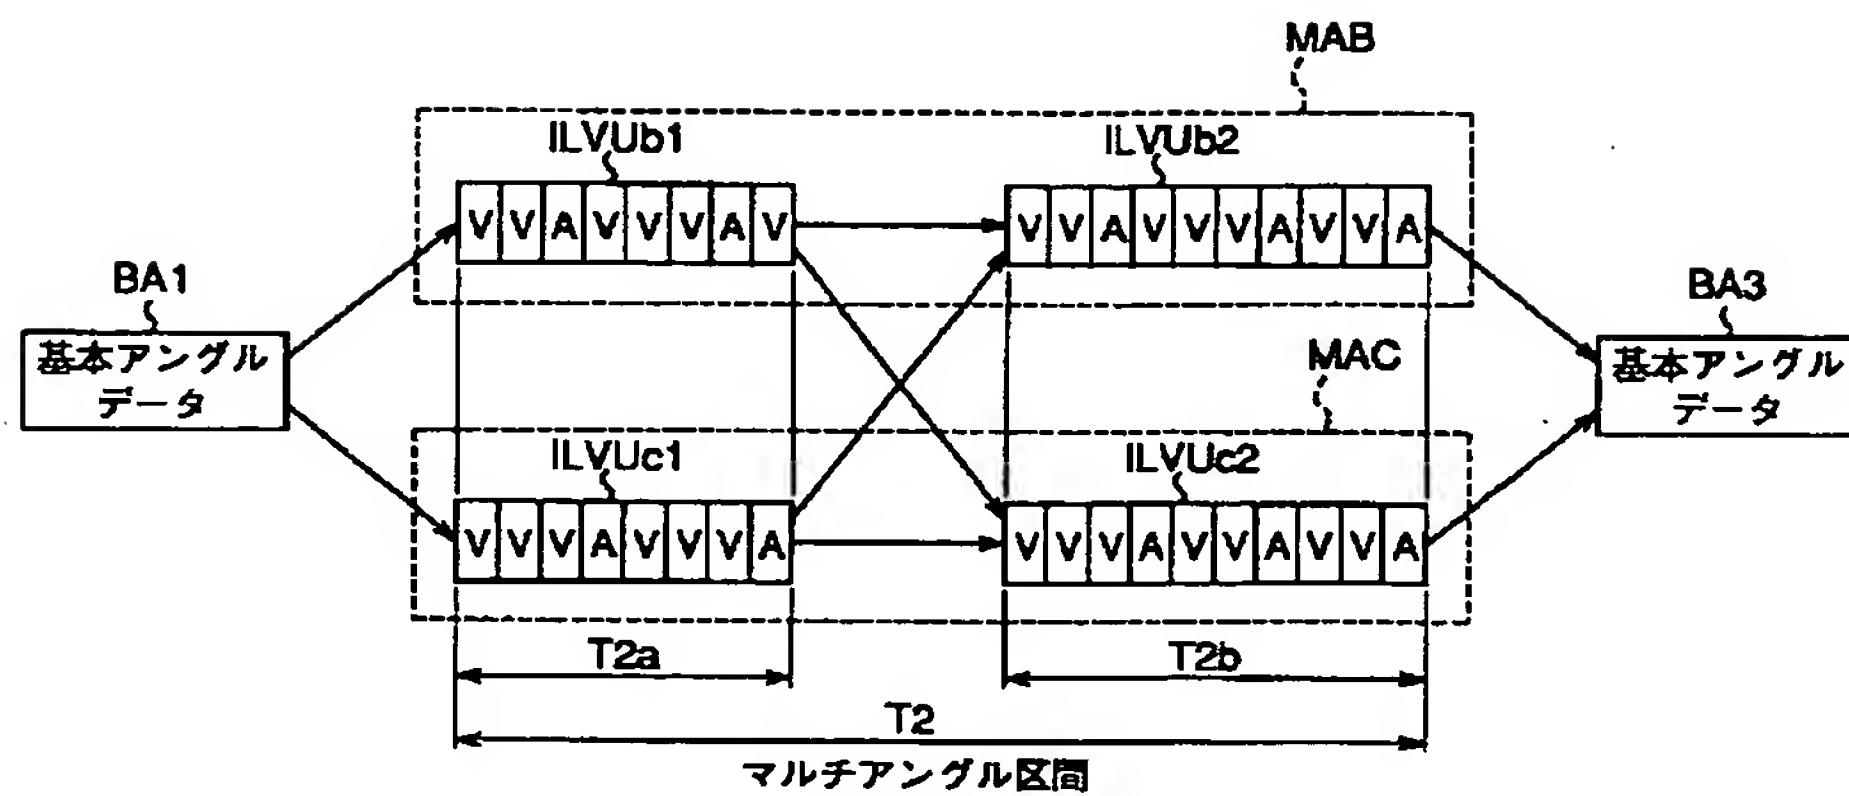 MAB
ILVUb1
ILVUb2
V V A V V V A V
V V A V V V A V V A
BA1
基本アングル
データ
BA3
基本アングル
データ
MAC
ILVUc1
ILVUc2
V V V A V V V A
V V V A V V A V V A
T2a
T2b
T2
マルチアングル区間